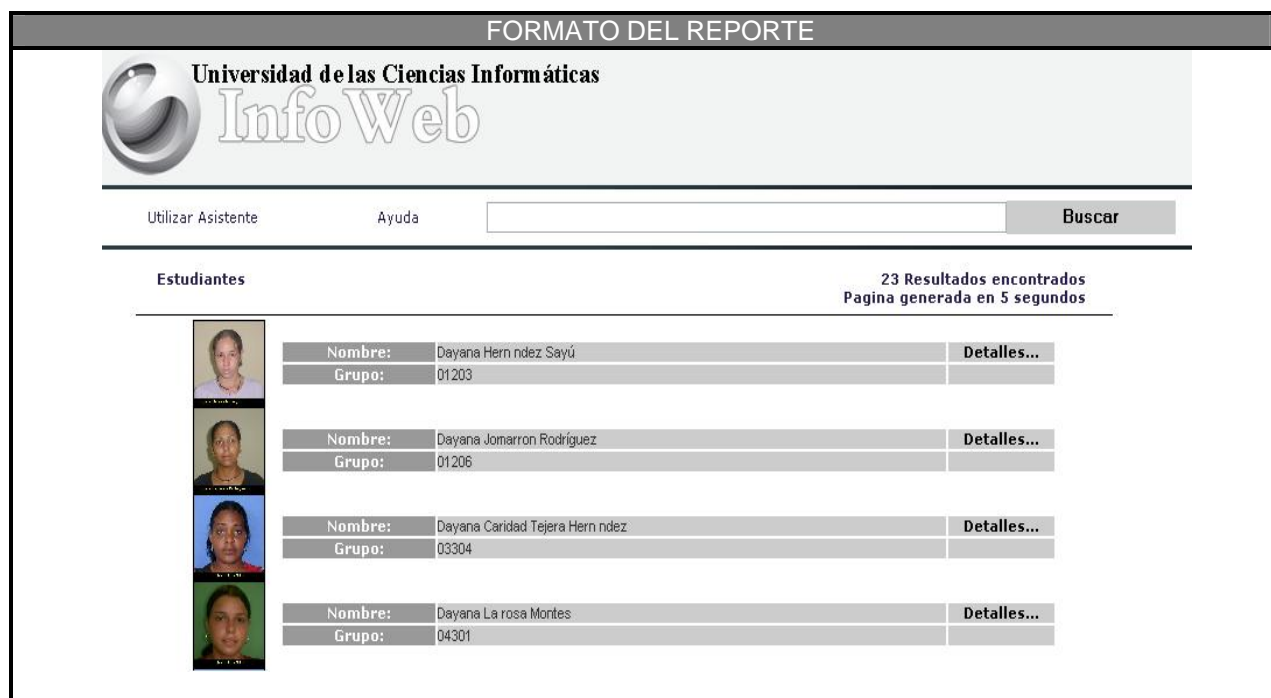 FORMATO DEL REPORTE
Universidad de las Ciencias Informáticas
InfoWeb
Utilizar Asistente Ayuda Buscar
Estudiantes 23 Resultados encontrados
Pagina generada en 5 segundos
Nombre: Dayana Hern ndez Sayú Detalles...
Grupo: 01203
Nombre: Dayana Jomarron Rodríguez Detalles...
Grupo: 01206
Nombre: Dayana Caridad Tejera Hern ndez Detalles...
Grupo: 03304
Nombre: Dayana La rosa Montes Detalles...
Grupo: 04301